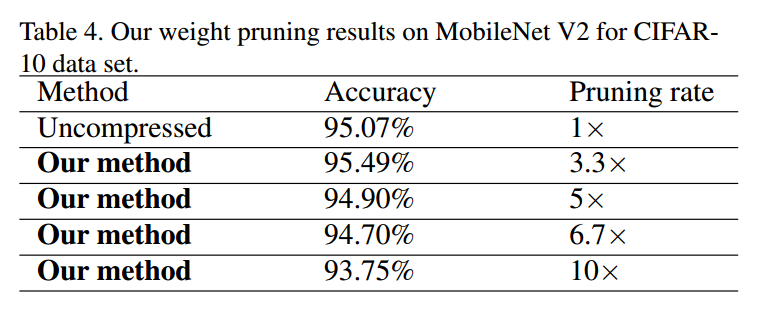 Table 4. Our weight pruning results on MobileNet V2 for CIFAR-
10 data set.
Method Accuracy Pruning rate
Uncompressed 95.07% 1×
Our method 95.49% 3.3×
Our method 94.90% 5×
Our method 94.70% 6.7×
Our method 93.75% 10×